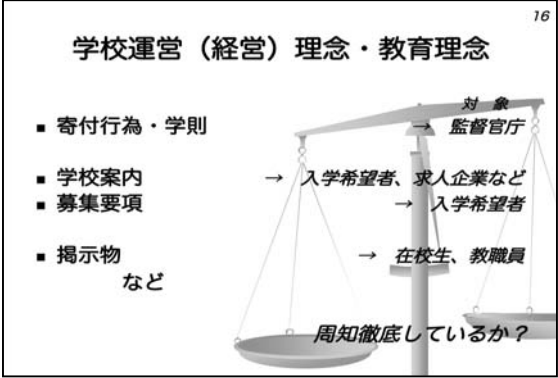 16
学校運営（経営）理念・教育理念
対　象
■ 寄付行為・学則 → 監督官庁
■ 学校案内 → 入学希望者、求人企業など
■ 募集要項 → 入学希望者
■ 掲示物 → 在校生、教職員
など
周知徹底しているか？